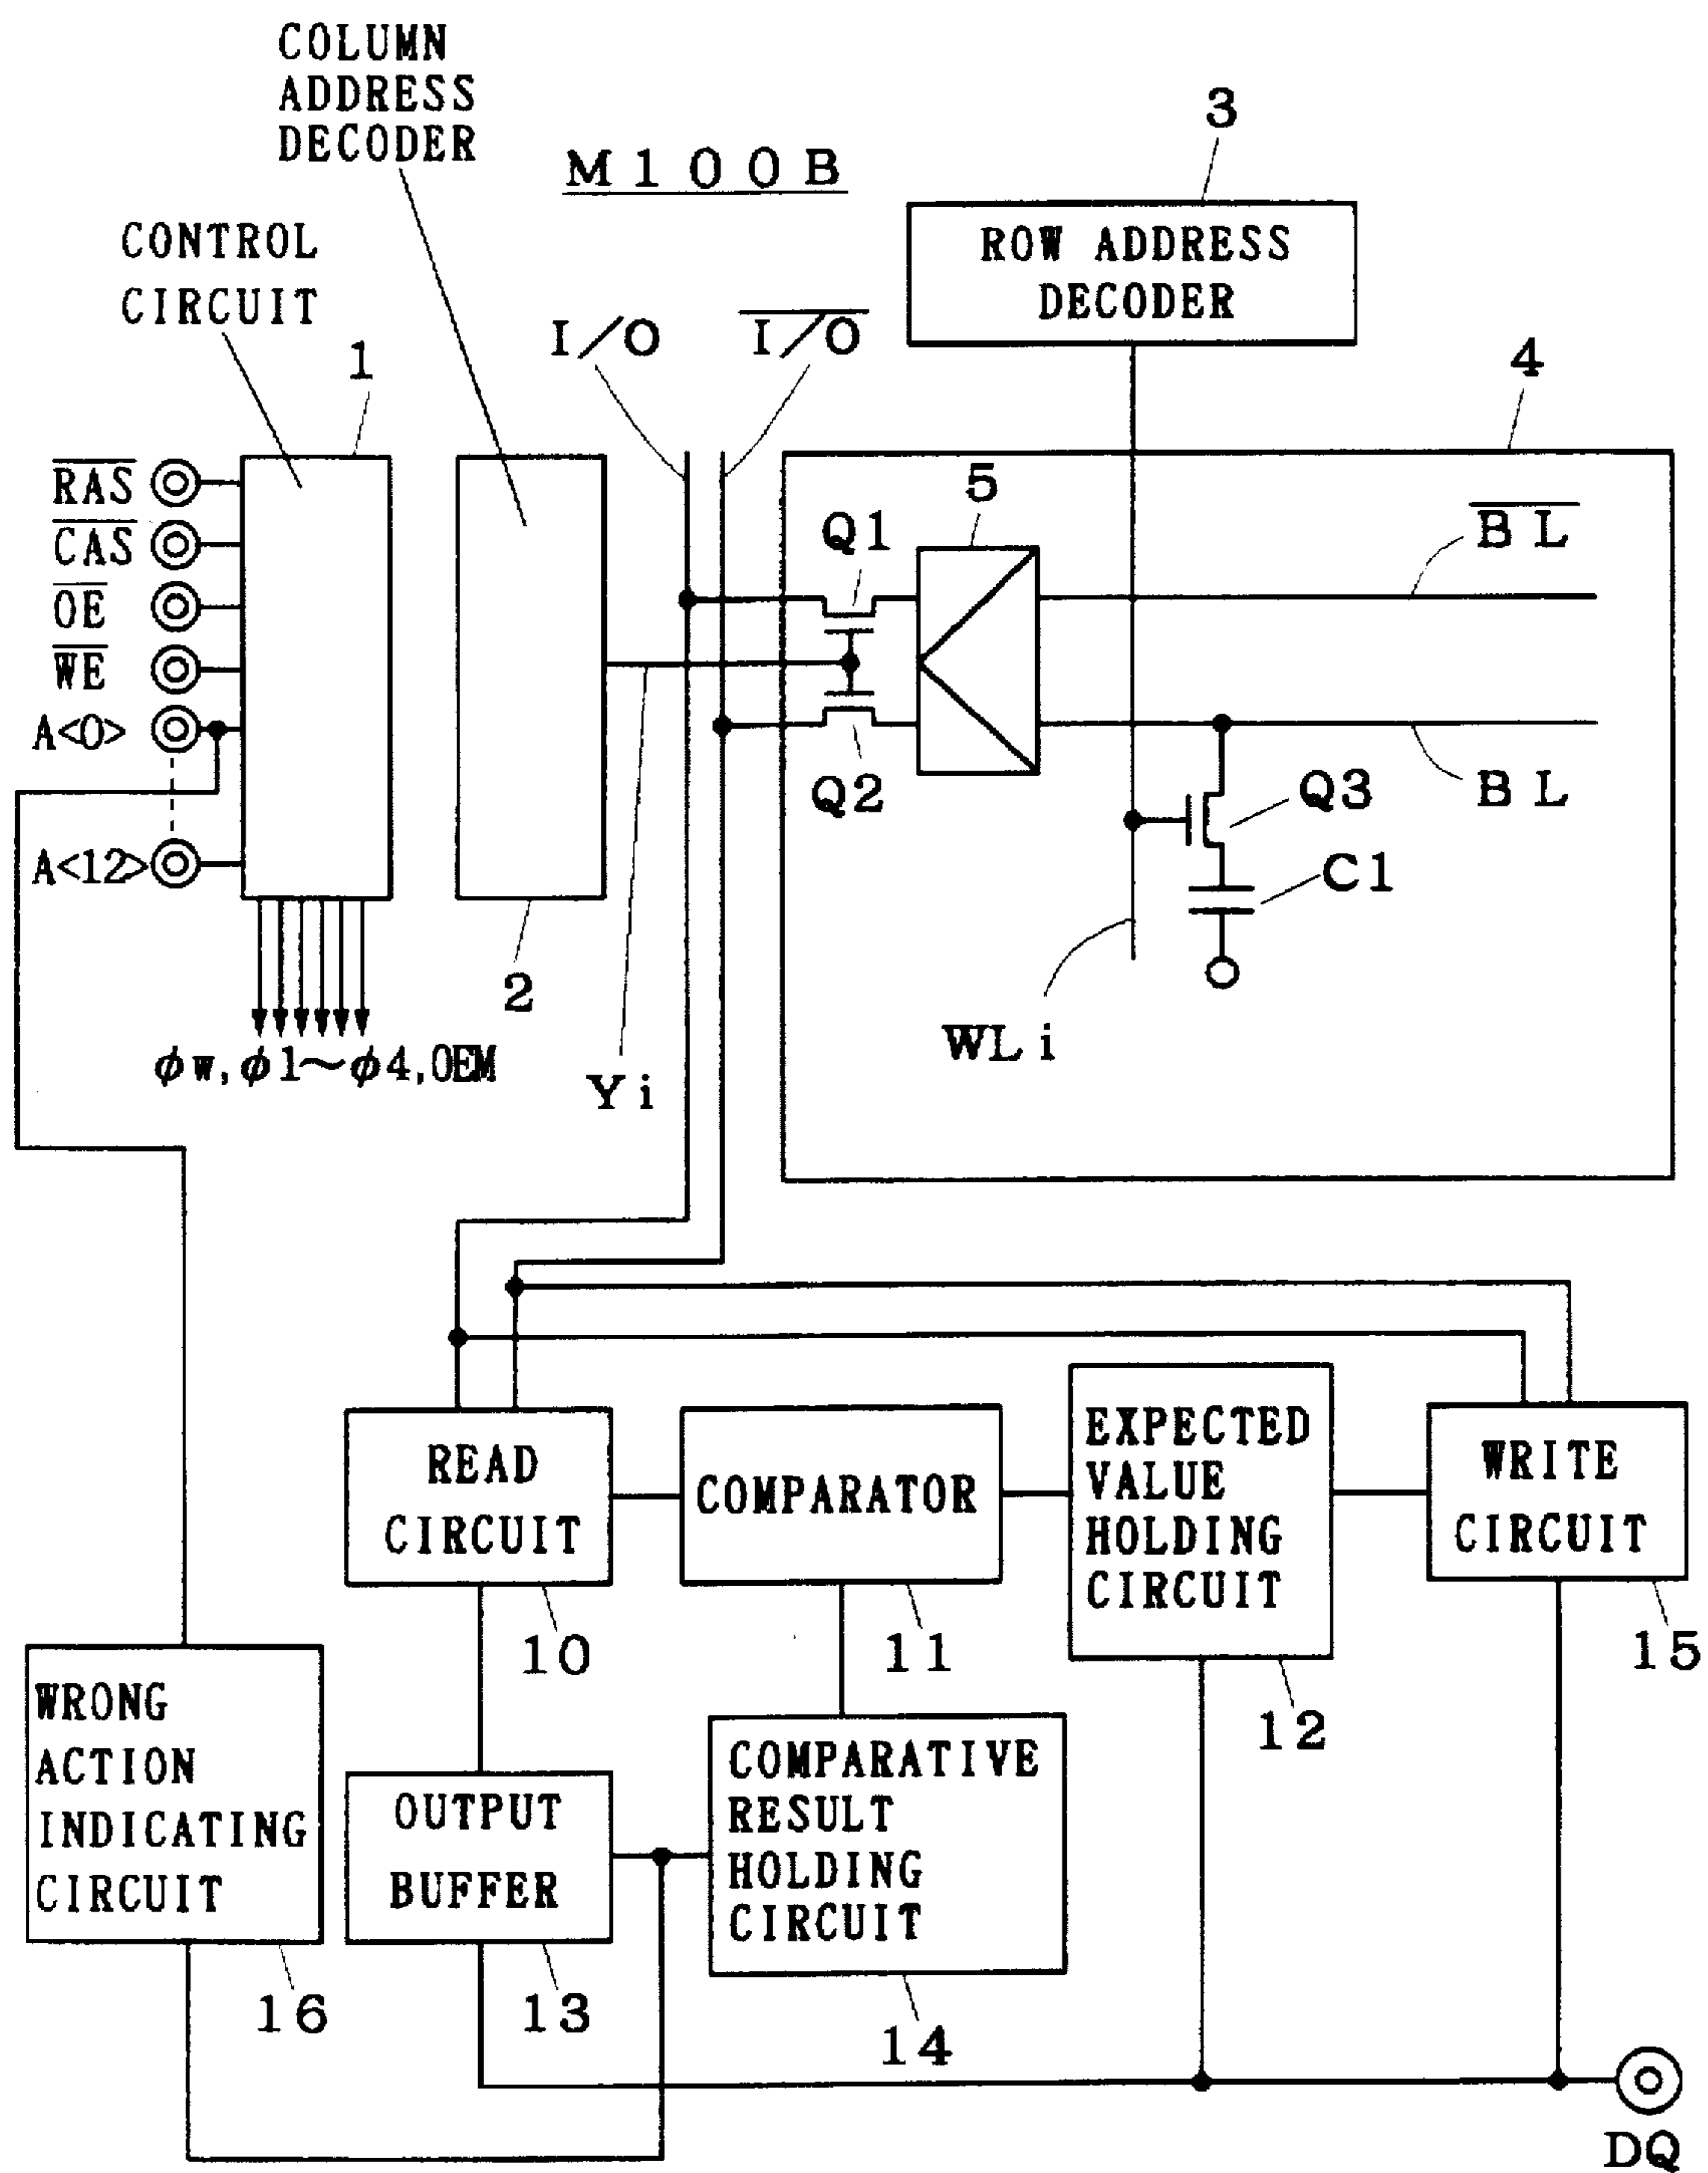 COLUMN
ADDRESS
DECODER
M100B
3
CONTROL
CIRCUIT
ROW ADDRESS
DECODER
I/O
I/O
1
4
RAS
CAS
OE
WE
A<0>
A<12>
5
Q1
BL
Q2
Q3
BL
C1
2
WLi
φw,φ1~φ4,OEM
Yi
READ
CIRCUIT
COMPARATOR
EXPECTED
VALUE
HOLDING
CIRCUIT
WRITE
CIRCUIT
10
11
12
15
WRONG
ACTION
INDICATING
CIRCUIT
OUTPUT
BUFFER
COMPARATIVE
RESULT
HOLDING
CIRCUIT
16
13
14
DQ